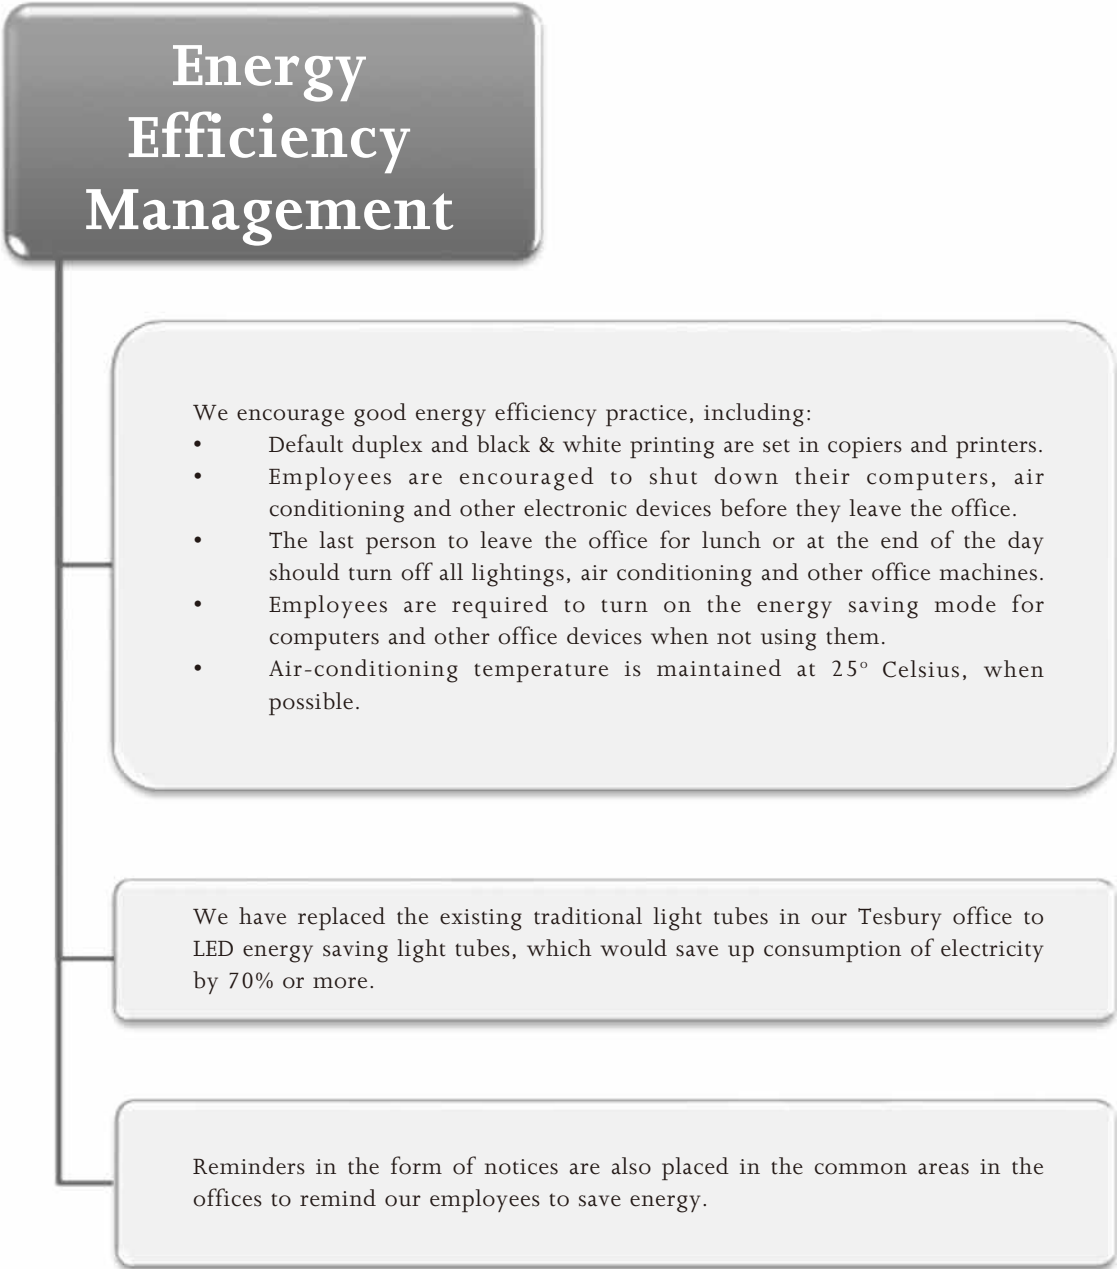 Energy
Efficiency
Management
We encourage good energy efficiency practice, including:
• Default duplex and black & white printing are set in copiers and printers.
• Employees are encouraged to shut down their computers, air
conditioning and other electronic devices before they leave the office.
• The last person to leave the office for lunch or at the end of the day
should turn off all lightings, air conditioning and other office machines.
• Employees are required to turn on the energy saving mode for
computers and other office devices when not using them.
• Air-conditioning temperature is maintained at 25° Celsius, when
possible.
We have replaced the existing traditional light tubes in our Tesbury office to
LED energy saving light tubes, which would save up consumption of electricity
by 70% or more.
Reminders in the form of notices are also placed in the common areas in the
offices to remind our employees to save energy.